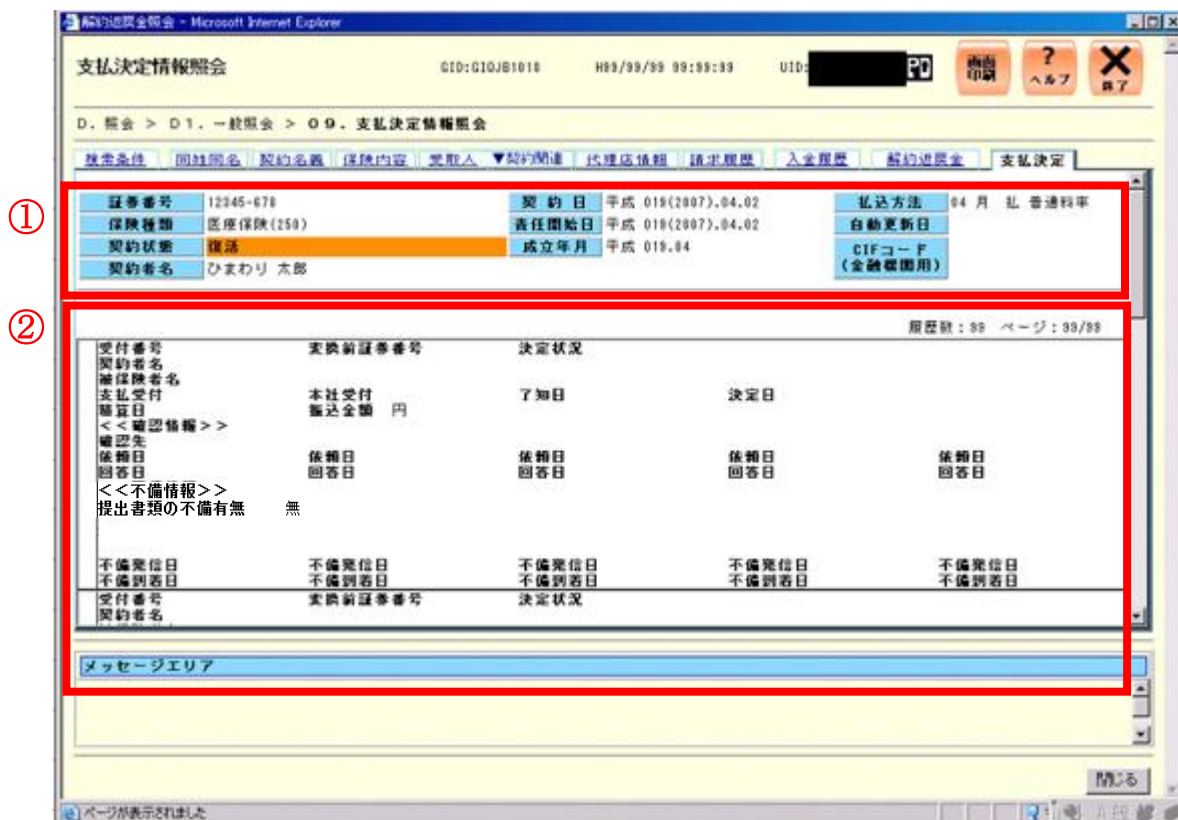 解約返戻金照会 - Microsoft Internet Explorer
支払決定情報照会 GID:GIQJB1010 H99/99/99 99:99:99 UID: PD 画面印刷 ? ヘルプ 終了
D. 照会 > D1. 一般照会 > 09. 支払決定情報照会
検索条件 同姓同名 契約名義 保険内容 受取人 ▼契約関連 代理店情報 請求履歴 入金履歴 解約返戻金 支払決定
①
証券番号 12345-678 契約日 平成 019(2007).04.02 払込方法 04 月 払 普通料率
保険種類 医療保険(250) 責任開始日 平成 019(2007).04.02 自動更新日
契約状態 復活 成立年月 平成 019.04 CIFコード
契約者名 ひまわり 太郎 (金融機関用)
②
履歴数:99 ページ:99/99
受付番号 変換前証券番号 決定状況
契約者名
被保険者名
支払受付 本社受付 了知日 決定日
積算日 振込金額 円
<<確認情報>>
確認先
依頼日 依頼日 依頼日 依頼日 依頼日
回答日 回答日 回答日 回答日 回答日
<<不備情報>>
提出書類の不備有無 無
不備発信日 不備発信日 不備発信日 不備発信日 不備発信日
不備到着日 不備到着日 不備到着日 不備到着日 不備到着日
受付番号 変換前証券番号 決定状況
契約者名
メッセージエリア
閉じる
ページが表示されました